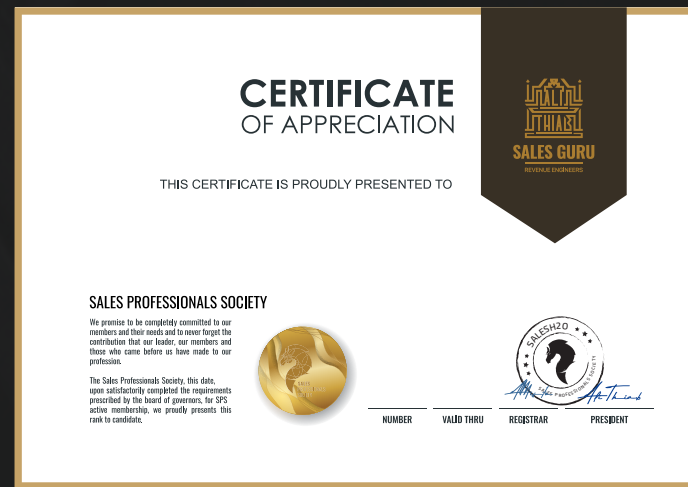 CERTIFICATE
OF APPRECIATION
THIS CERTIFICATE IS PROUDLY PRESENTED TO
ALTHIAB
SALES GURU
REVENUE ENGINEERS
SALES PROFESSIONALS SOCIETY
We promise to be completely committed to our
members and their needs and to never forget the
contribution that our leader, our members and
those who came before us have made to our
profession.
The Sales Professionals Society, this date,
upon satisfactorily completed the requirements
prescribed by the board of governors, for SPS
active membership, we proudly presents this
rank to candidate.
SALESH2O
SALES PROFESSIONALS SOCIETY
NUMBER
VALID THRU
REGISTRAR
PRESIDENT